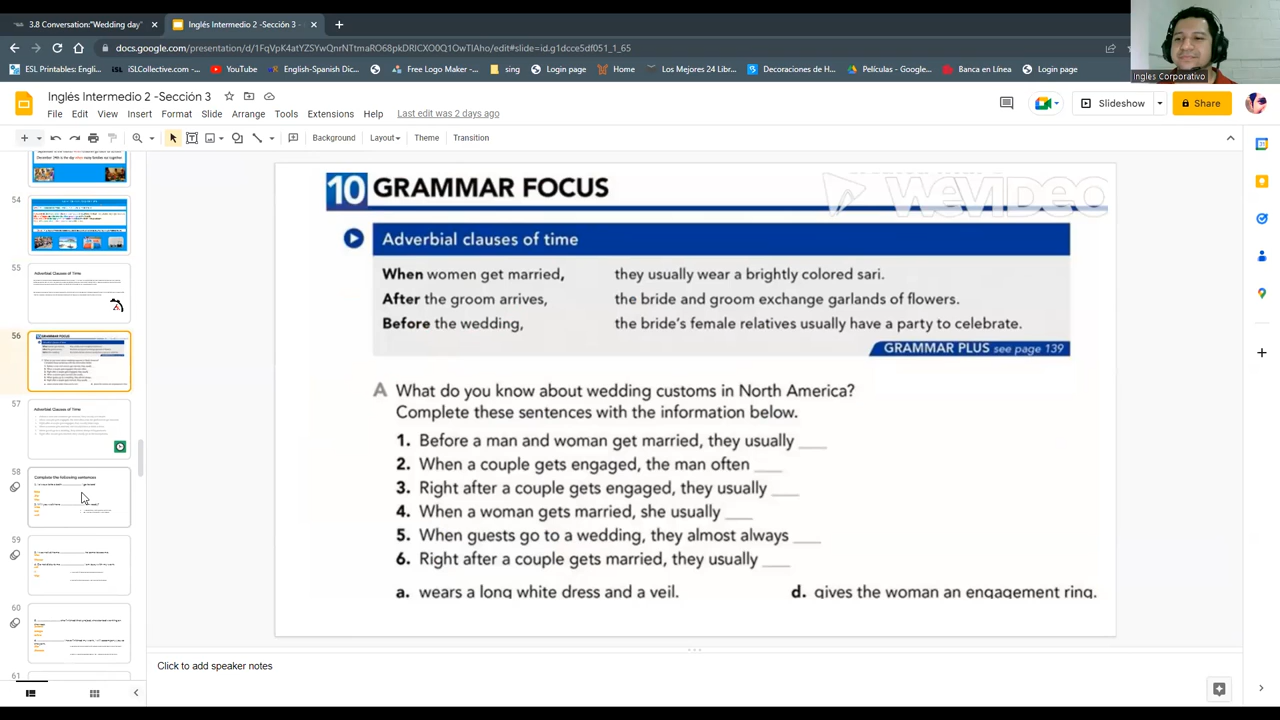 3.8 Conversation:"Wedding day"
Inglés Intermedio 2 -Sección 3 -
docs.google.com/presentation/d/1FqVpK4atYZSYwQnrNTtmaRO68pkDRlCXO0Q1OwTlAho/edit#slide=id.g1dcce5df051_1_65
ESL Printables: Engli... iSLCollective.com -... YouTube English-Spanish Dic... Free Logo Maker - C... Login page Home Los Mejores 24 Libr... Decoraciones de H... Películas - Google... Banca en Línea Login page
Ingles Corporativo
Inglés Intermedio 2 -Sección 3
File Edit View Insert Format Slide Arrange Tools Extensions Help Last edit was 2 days ago
Slideshow
Share
Background Layout Theme Transition
54
55
Adverbial Clauses of Time
56
57
Adverbial Clauses of Time
58
Complete the following sentences
59
60
61
10 GRAMMAR FOCUS
WEVIDEO
Adverbial clauses of time
When women get married, they usually wear a brightly colored sari.
After the groom arrives, the bride and groom exchange garlands of flowers.
Before the wedding, the bride's female relatives usually have a party to celebrate.
GRAMMAR PLUS see page 139
A What do you know about wedding customs in North America?
Complete these sentences with the information below.
1. Before a man and woman get married, they usually ____
2. When a couple gets engaged, the man often ____
3. Right after a couple gets engaged, they usually ____
4. When a woman gets married, she usually ____
5. When guests go to a wedding, they almost always ____
6. Right after a couple gets married, they usually ____
a. wears a long white dress and a veil. d. gives the woman an engagement ring.
Click to add speaker notes